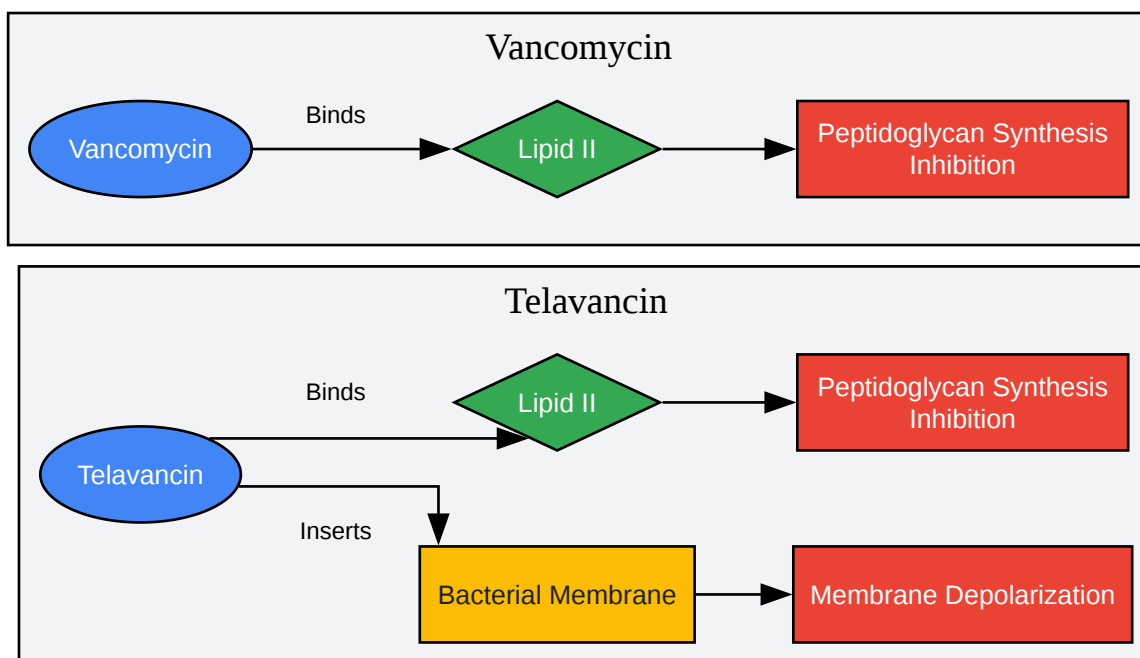 Vancomycin
Binds
Vancomycin
Lipid II
Peptidoglycan Synthesis
Inhibition
Telavancin
Binds
Lipid II
Peptidoglycan Synthesis
Inhibition
Telavancin
Inserts
Bacterial Membrane
Membrane Depolarization